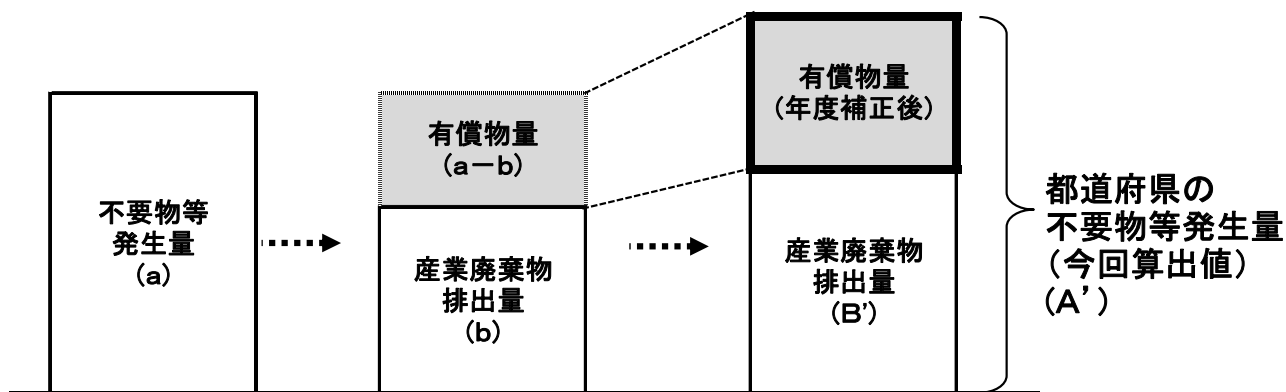 不要物等
発生量
(a)
有償物量
(a－b)
産業廃棄物
排出量
(b)
有償物量
(年度補正後)
産業廃棄物
排出量
(B')
都道府県の
不要物等発生量
(今回算出値)
(A')